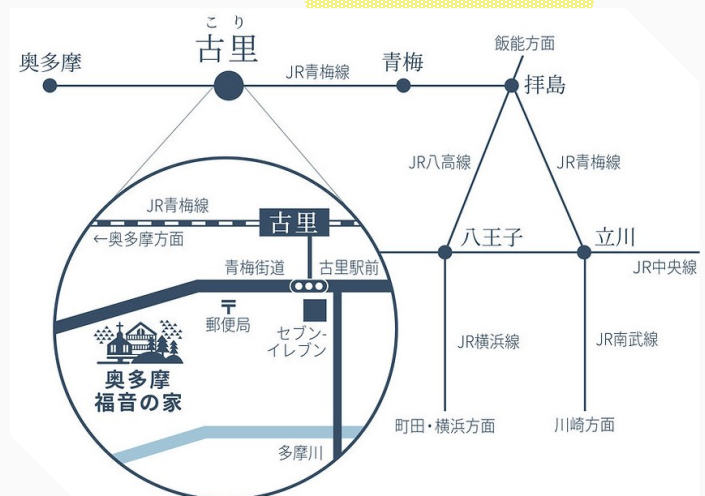 こり
古里
奥多摩
JR青梅線
青梅
飯能方面
拝島
JR八高線
JR青梅線
八王子
立川
JR中央線
JR横浜線
JR南武線
町田・横浜方面
川崎方面
JR青梅線
古里
←奥多摩方面
青梅街道
古里駅前
〒
郵便局
セブン-
イレブン
奥多摩
福音の家
多摩川